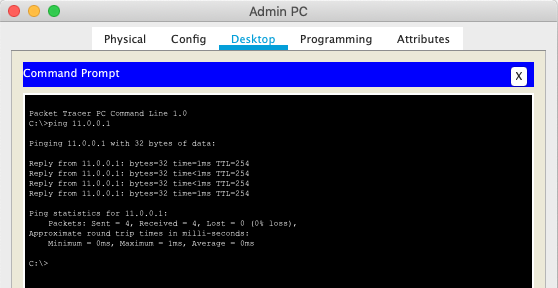 Admin PC
Physical Config Desktop Programming Attributes
Command Prompt X
Packet Tracer PC Command Line 1.0
C:\>ping 11.0.0.1
Pinging 11.0.0.1 with 32 bytes of data:
Reply from 11.0.0.1: bytes=32 time=1ms TTL=254
Reply from 11.0.0.1: bytes=32 time<1ms TTL=254
Reply from 11.0.0.1: bytes=32 time<1ms TTL=254
Reply from 11.0.0.1: bytes=32 time=1ms TTL=254
Ping statistics for 11.0.0.1:
Packets: Sent = 4, Received = 4, Lost = 0 (0% loss),
Approximate round trip times in milli-seconds:
Minimum = 0ms, Maximum = 1ms, Average = 0ms
C:\>